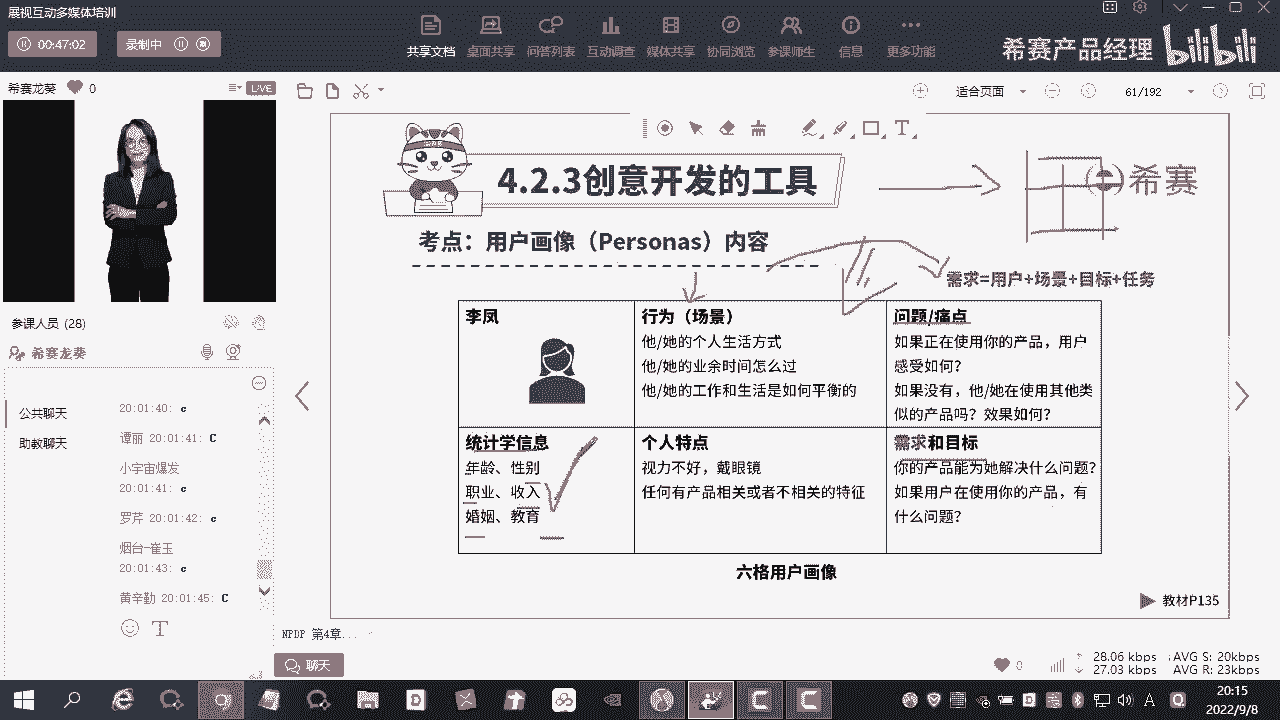 展视互动多媒体培训
00:47:02
录制中
共享文档
桌面共享
问答列表
互动调查
媒体共享
协同浏览
参课师生
信息
更多功能
希赛产品经理
bilibili
希赛龙葵
0
LIVE
适合页面
61/192
参课人员 (28)
希赛龙葵
公共聊天
助教聊天
20:01:40: c
谭丽 20:01:41: C
小宇宙爆发
20:01:41: c
罗芹 20:01:42: c
烟台-崔玉
20:01:43: c
黄辛勤 20:01:45: C
T
聊天
4.2.3创意开发的工具
希赛
考点：用户画像（Personas）内容
需求=用户+场景+目标+任务
李凤
行为（场景）
他/她的个人生活方式
他/她的业余时间怎么过
他/她的工作和生活是如何平衡的
问题/痛点
如果正在使用你的产品，用户
感受如何？
如果没有，他/她在使用其他类
似的产品吗？效果如何？
统计学信息
年龄、性别
职业、收入
婚姻、教育
个人特点
视力不好，戴眼镜
任何有产品相关或者不相关的特征
需求和目标
你的产品能为她解决什么问题？
如果用户在使用你的产品，有
什么问题？
六格用户画像
教材P135
NPDP 第4章...
0
28.06 kbps
AVG S: 20kbps
27.03 kbps
AVG R: 23kbps
20:15
2022/9/8